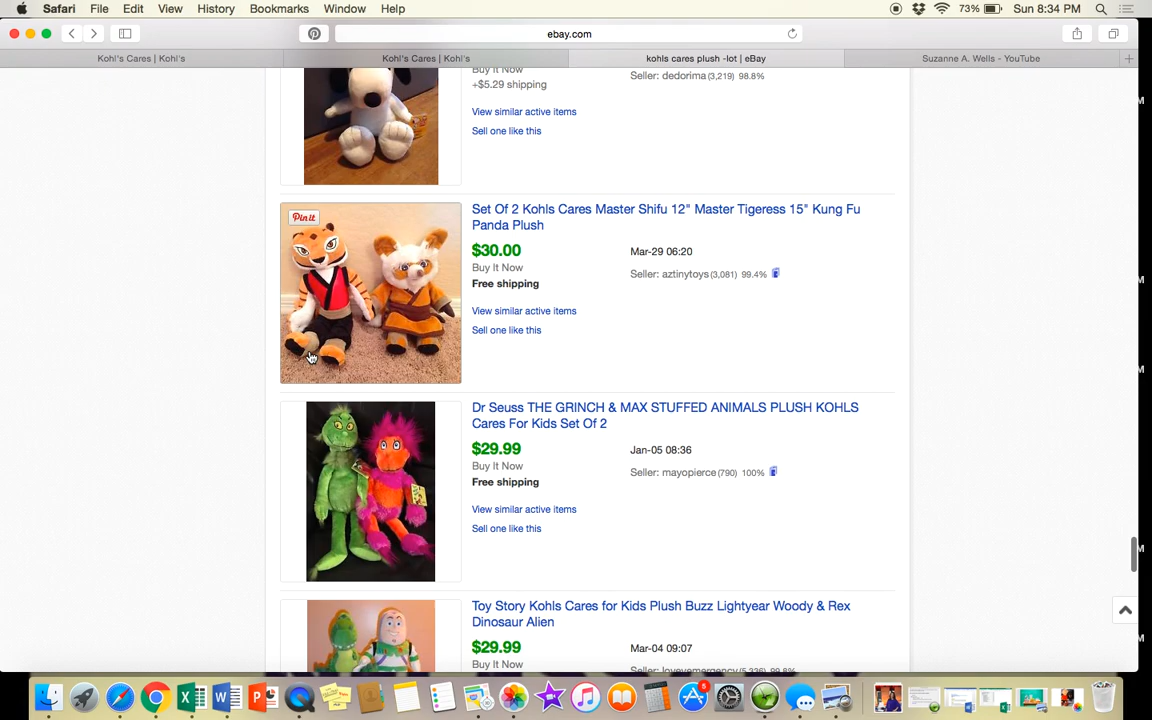 Safari File Edit View History Bookmarks Window Help 73% Sun 8:34 PM
ebay.com
Kohl's Cares | Kohl's Kohl's Cares | Kohl's kohls cares plush -lot | eBay Suzanne A. Wells - YouTube
Buy It Now Seller: dedorima (3,219) 98.8%
+$5.29 shipping
View similar active items
Sell one like this
Pin it
Set Of 2 Kohls Cares Master Shifu 12" Master Tigeress 15" Kung Fu
Panda Plush
$30.00 Mar-29 06:20
Buy It Now Seller: aztinytoys (3,081) 99.4%
Free shipping
View similar active items
Sell one like this
Dr Seuss THE GRINCH & MAX STUFFED ANIMALS PLUSH KOHLS
Cares For Kids Set Of 2
$29.99 Jan-05 08:36
Buy It Now Seller: mayopierce (790) 100%
Free shipping
View similar active items
Sell one like this
Toy Story Kohls Cares for Kids Plush Buzz Lightyear Woody & Rex
Dinosaur Alien
$29.99 Mar-04 09:07
Buy It Now